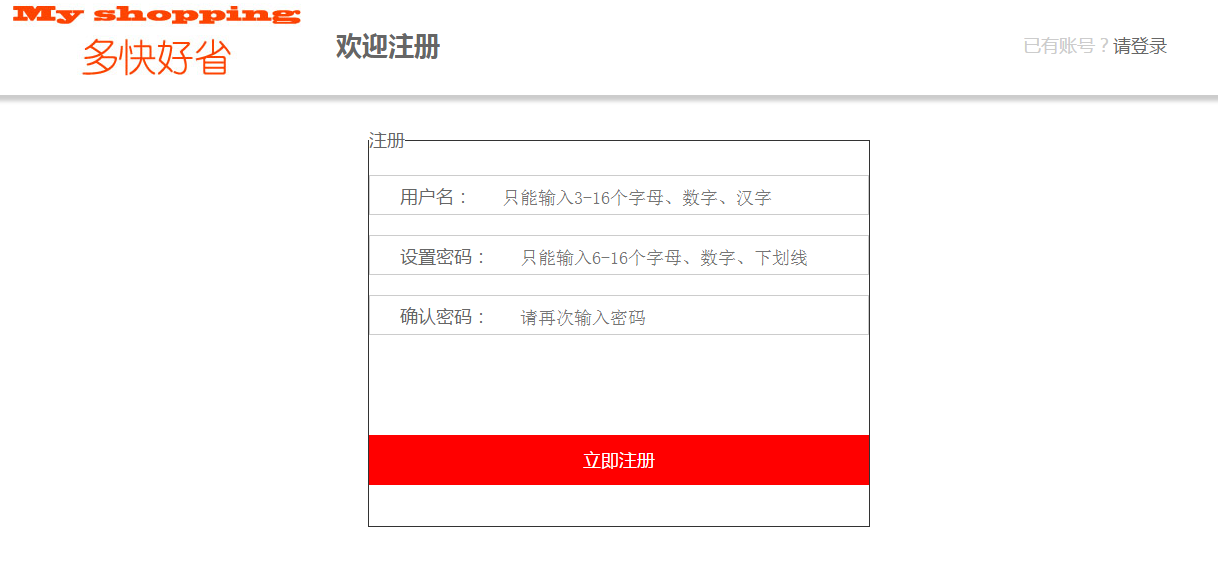 My shopping
多快好省
欢迎注册
已有账号？请登录
注册
用户名： 只能输入3-16个字母、数字、汉字
设置密码： 只能输入6-16个字母、数字、下划线
确认密码： 请再次输入密码
立即注册